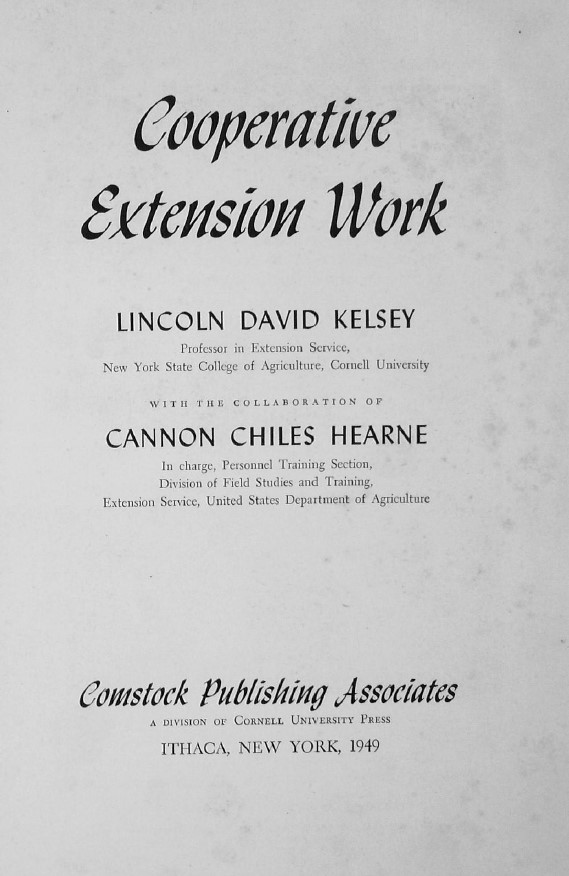 Cooperative
Extension Work
LINCOLN DAVID KELSEY
Professor in Extension Service,
New York State College of Agriculture, Cornell University
WITH THE COLLABORATION OF
CANNON CHILES HEARNE
In charge, Personnel Training Section,
Division of Field Studies and Training,
Extension Service, United States Department of Agriculture
Comstock Publishing Associates
A DIVISION OF CORNELL UNIVERSITY PRESS
ITHACA, NEW YORK, 1949